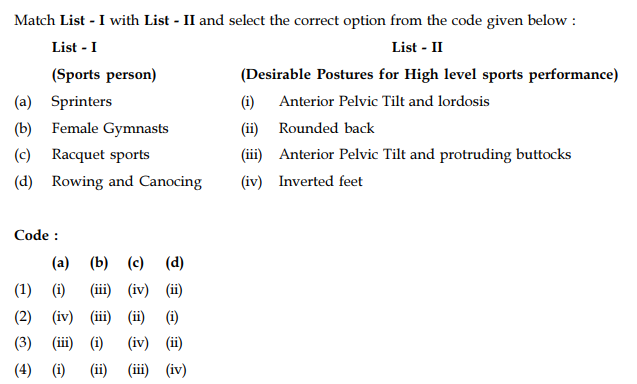 Match List - I with List - II and select the correct option from the code given below :
List - I List - II
(Sports person) (Desirable Postures for High level sports performance)
(a) Sprinters (i) Anterior Pelvic Tilt and lordosis
(b) Female Gymnasts (ii) Rounded back
(c) Racquet sports (iii) Anterior Pelvic Tilt and protruding buttocks
(d) Rowing and Canocing (iv) Inverted feet
Code :
(a) (b) (c) (d)
(1) (i) (iii) (iv) (ii)
(2) (iv) (iii) (ii) (i)
(3) (iii) (i) (iv) (ii)
(4) (i) (ii) (iii) (iv)